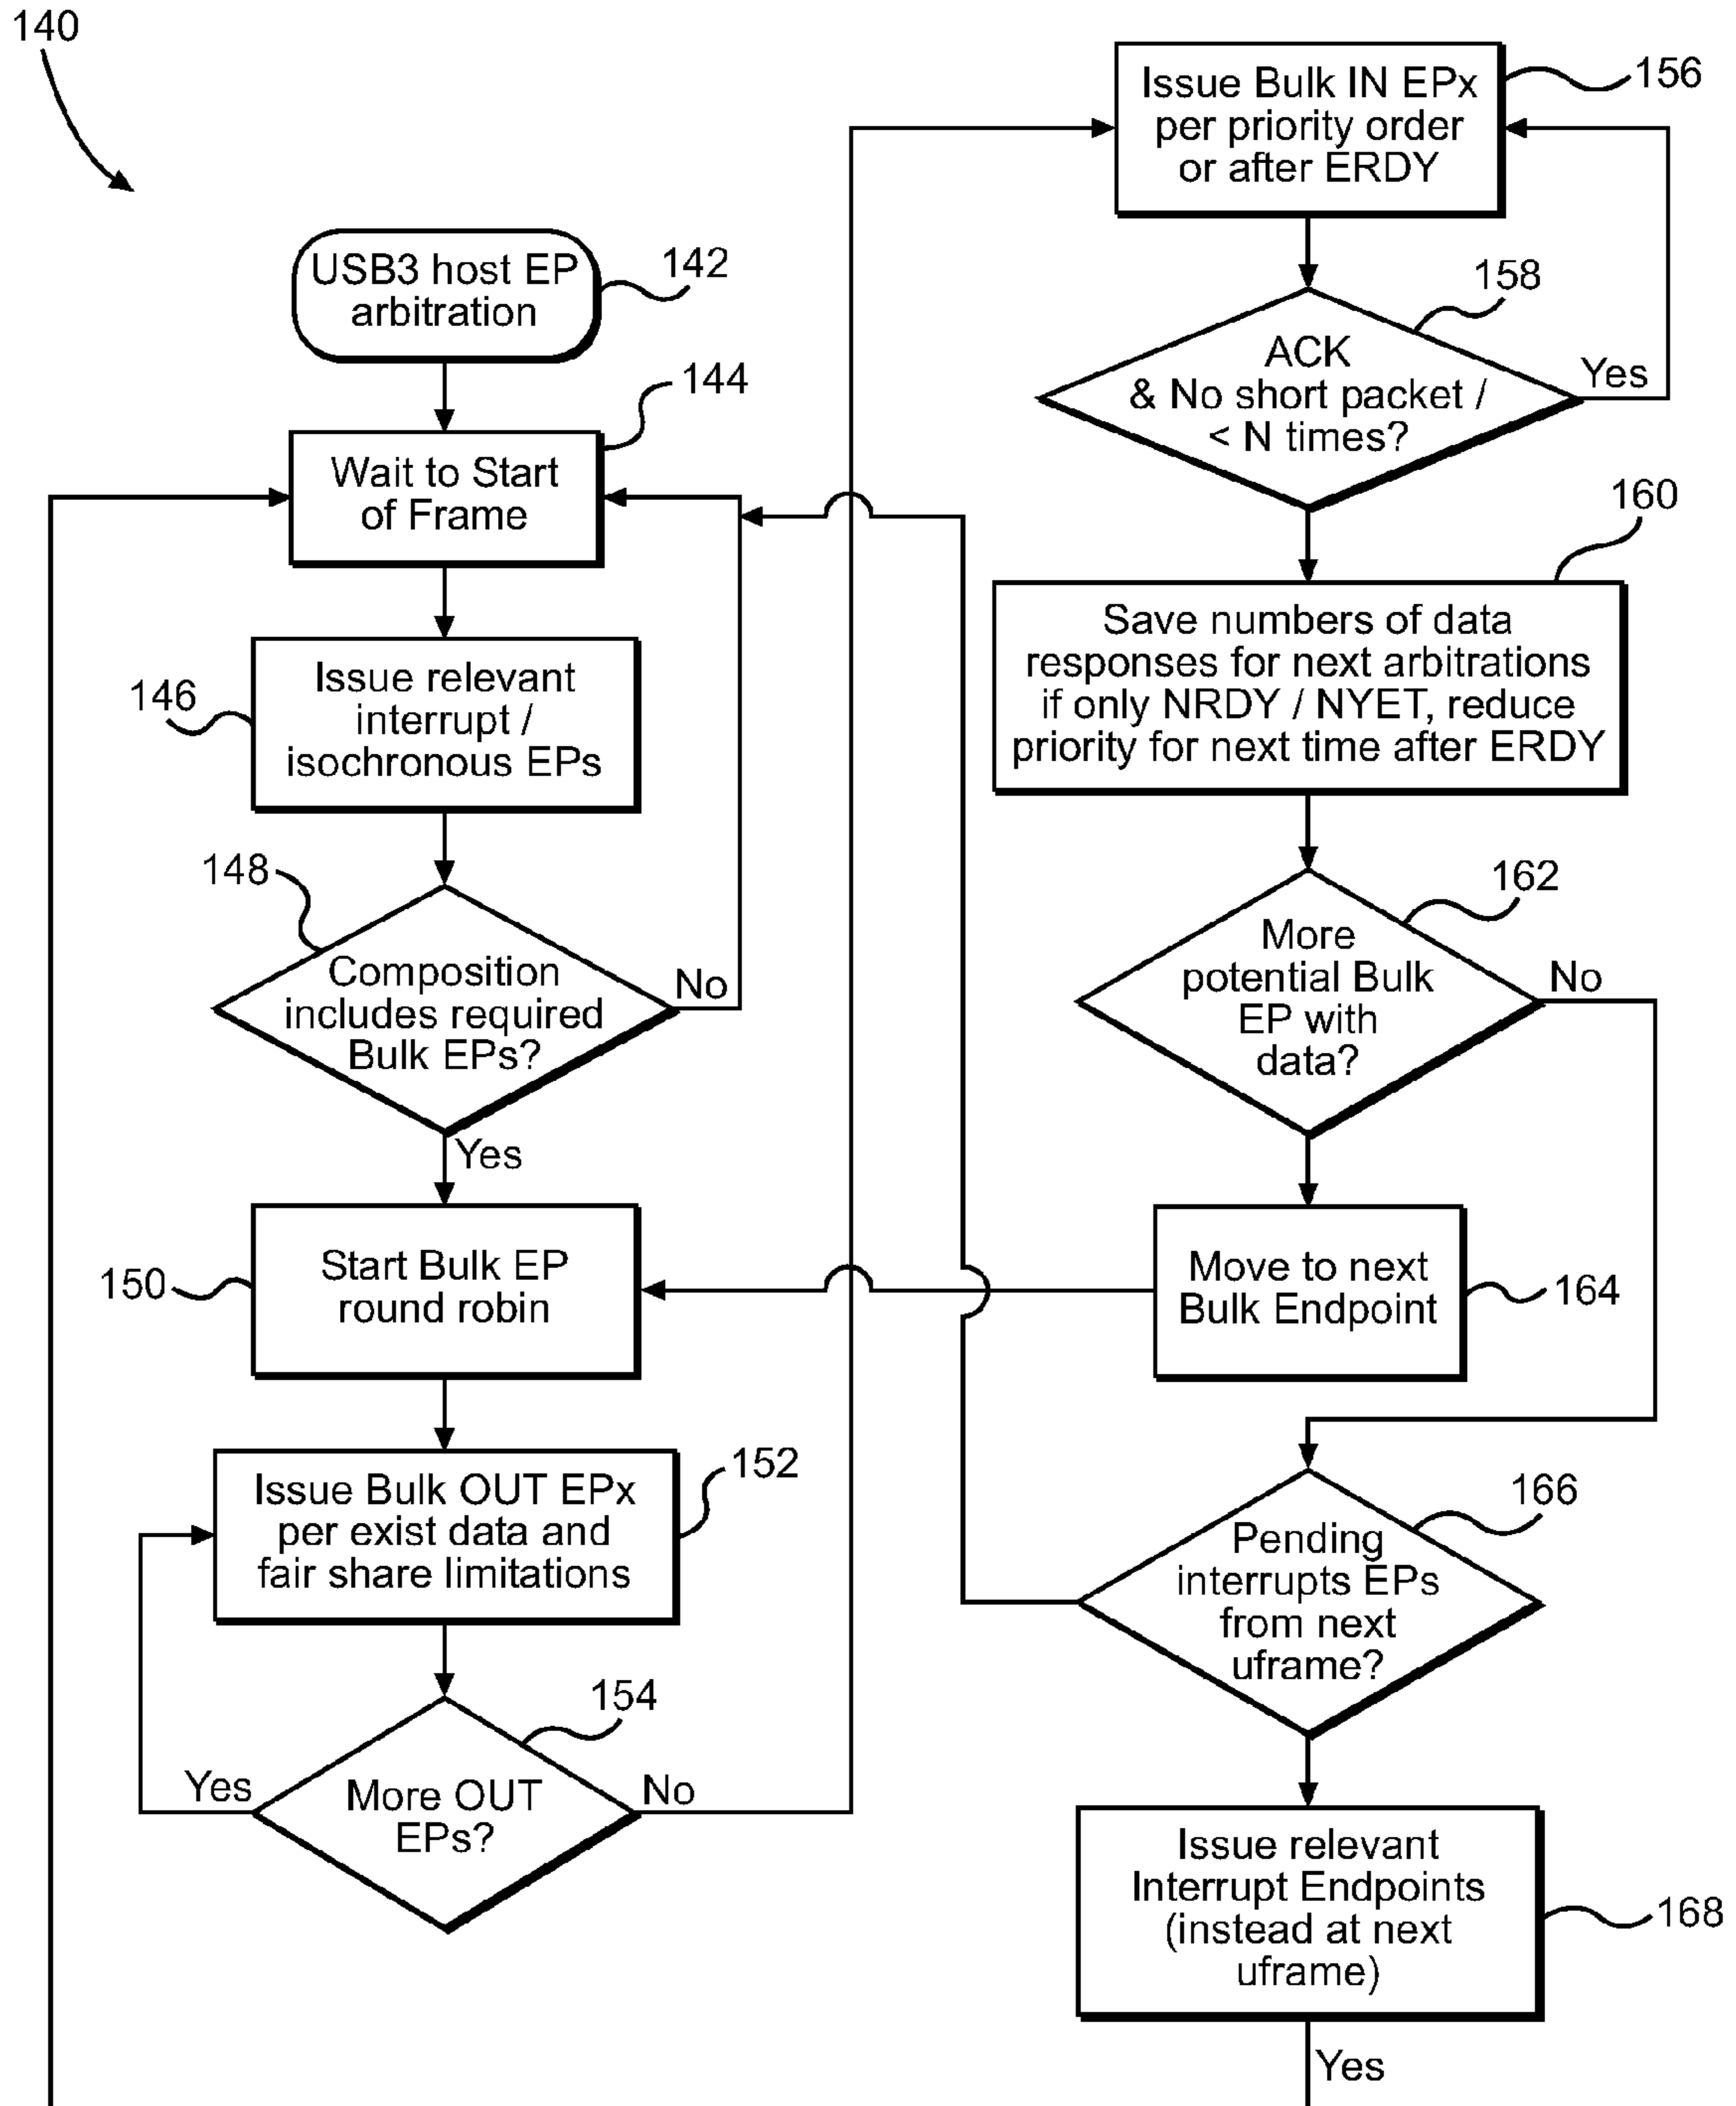 140
USB3 host EP
arbitration
142
Wait to Start
of Frame
144
Issue relevant
interrupt /
isochronous EPs
146
148
Composition
includes required
Bulk EPs?
No
Yes
Start Bulk EP
round robin
150
Issue Bulk OUT EPx
per exist data and
fair share limitations
152
154
More OUT
EPs?
Yes
No
Issue Bulk IN EPx
per priority order
or after ERDY
156
158
ACK
& No short packet /
< N times?
Yes
160
Save numbers of data
responses for next arbitrations
if only NRDY / NYET, reduce
priority for next time after ERDY
162
More
potential Bulk
EP with
data?
No
Move to next
Bulk Endpoint
164
166
Pending
interrupts EPs
from next
uframe?
Issue relevant
Interrupt Endpoints
(instead at next
uframe)
168
Yes